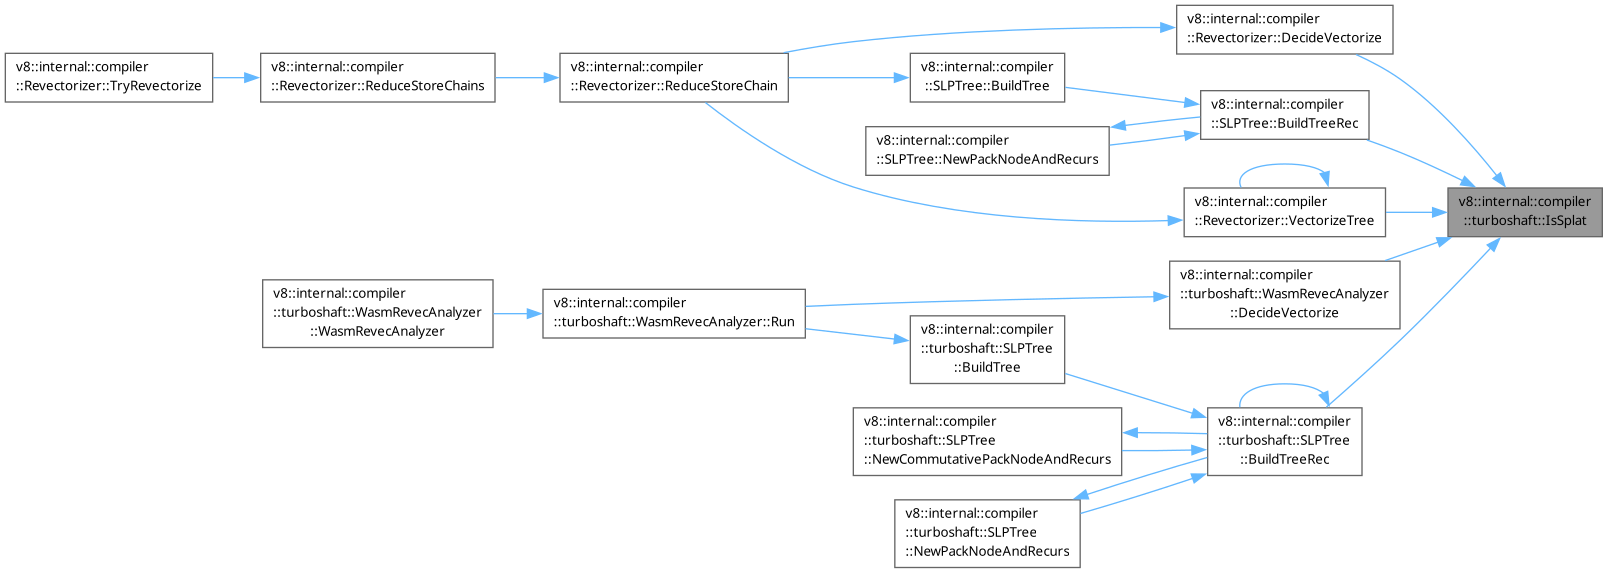 v8::internal::compiler
::Revectorizer::DecideVectorize
v8::internal::compiler
::Revectorizer::TryRevectorize
v8::internal::compiler
::Revectorizer::ReduceStoreChains
v8::internal::compiler
::Revectorizer::ReduceStoreChain
v8::internal::compiler
::SLPTree::BuildTree
v8::internal::compiler
::SLPTree::BuildTreeRec
v8::internal::compiler
::SLPTree::NewPackNodeAndRecurs
v8::internal::compiler
::Revectorizer::VectorizeTree
v8::internal::compiler
::turboshaft::IsSplat
v8::internal::compiler
::turboshaft::WasmRevecAnalyzer
::DecideVectorize
v8::internal::compiler
::turboshaft::WasmRevecAnalyzer
::WasmRevecAnalyzer
v8::internal::compiler
::turboshaft::WasmRevecAnalyzer::Run
v8::internal::compiler
::turboshaft::SLPTree
::BuildTree
v8::internal::compiler
::turboshaft::SLPTree
::NewCommutativePackNodeAndRecurs
v8::internal::compiler
::turboshaft::SLPTree
::BuildTreeRec
v8::internal::compiler
::turboshaft::SLPTree
::NewPackNodeAndRecurs